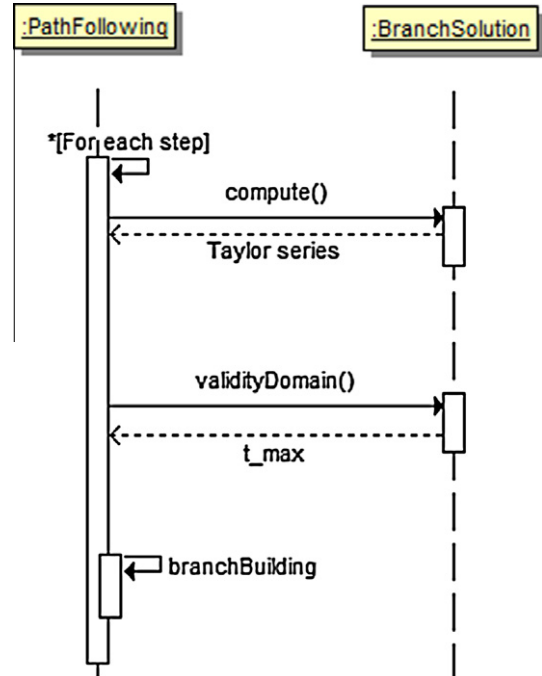 :PathFollowing
:BranchSolution
*[For each step]
compute()
Taylor series
validityDomain()
t_max
branchBuilding